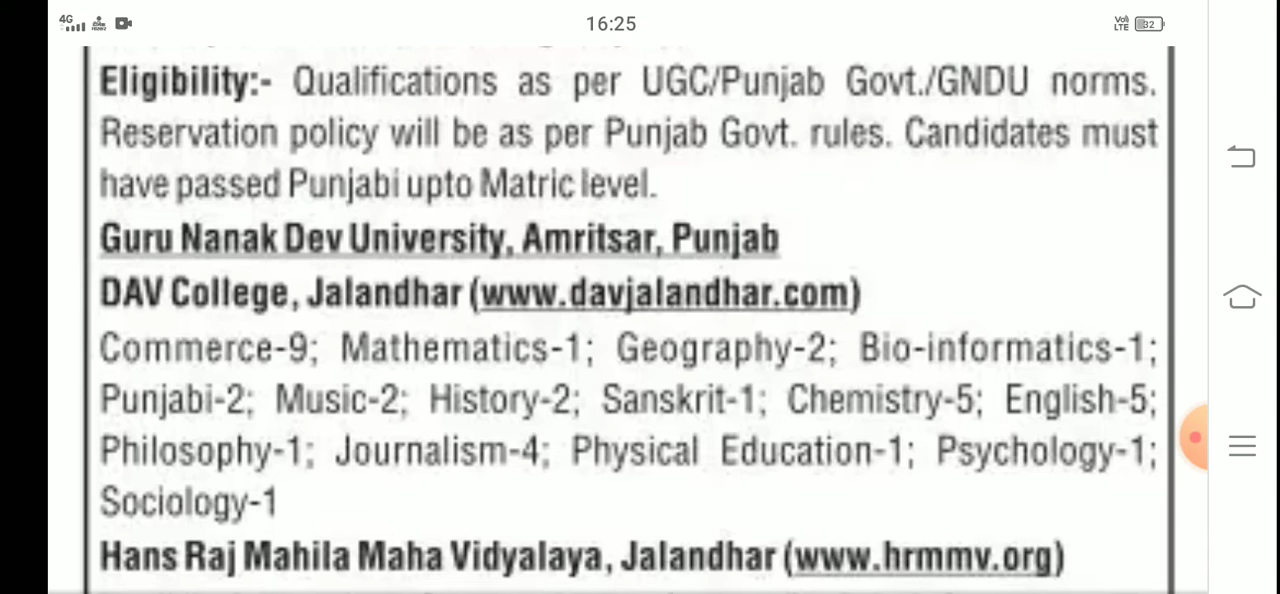 4G
16:25
Vo)
LTE
32
Eligibility:- Qualifications as per UGC/Punjab Govt./GNDU norms.
Reservation policy will be as per Punjab Govt. rules. Candidates must
have passed Punjabi upto Matric level.
Guru Nanak Dev University, Amritsar, Punjab
DAV College, Jalandhar (www.davjalandhar.com)
Commerce-9; Mathematics-1; Geography-2; Bio-informatics-1;
Punjabi-2; Music-2; History-2; Sanskrit-1; Chemistry-5; English-5;
Philosophy-1; Journalism-4; Physical Education-1; Psychology-1;
Sociology-1
Hans Raj Mahila Maha Vidyalaya, Jalandhar (www.hrmmv.org)